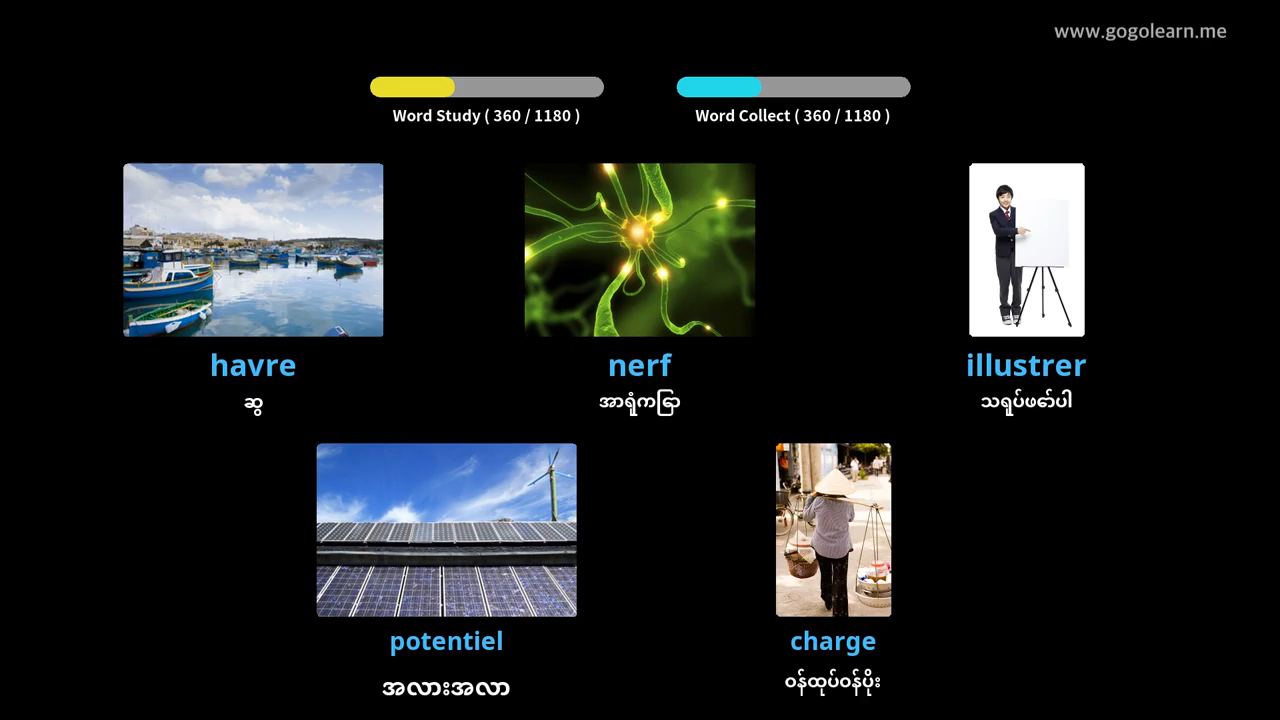 www.gogolearn.me
Word Study ( 360 / 1180 )
Word Collect ( 360 / 1180 )
havre
nerf
illustrer
ဆွ
အာရုံကြော
သရုပ်ဖော်ပါ
potentiel
charge
အလားအလာ
ဝန်ထုပ်ဝန်ပိုး